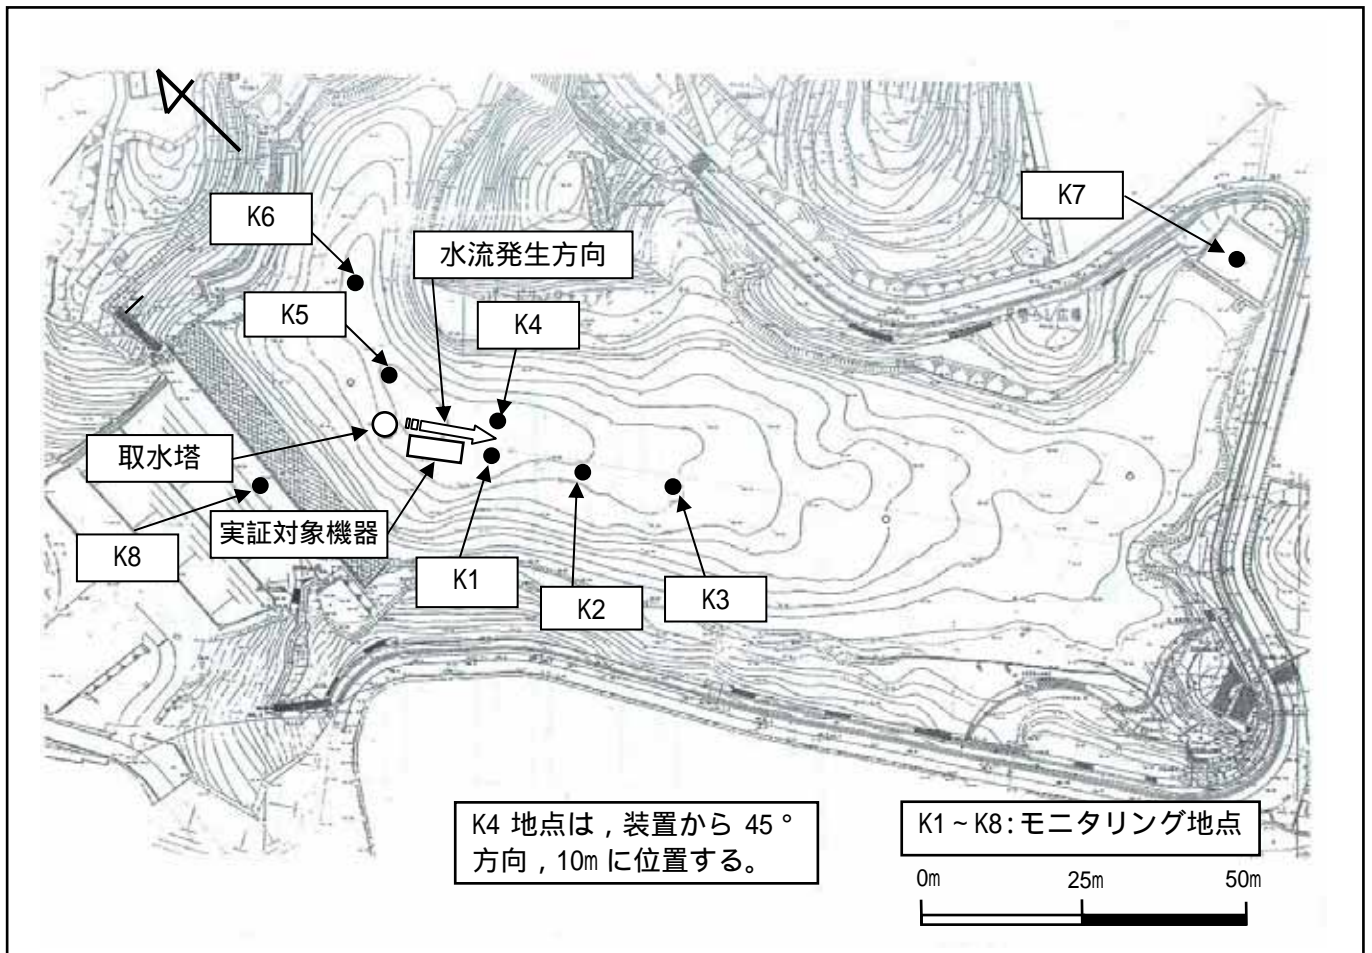 K7
K6
水流発生方向
K5
K4
取水塔
実証対象機器
K8
K1
K2
K3
K4 地点は，装置から 45°
方向，10m に位置する。
K1～K8：モニタリング地点
0m
25m
50m